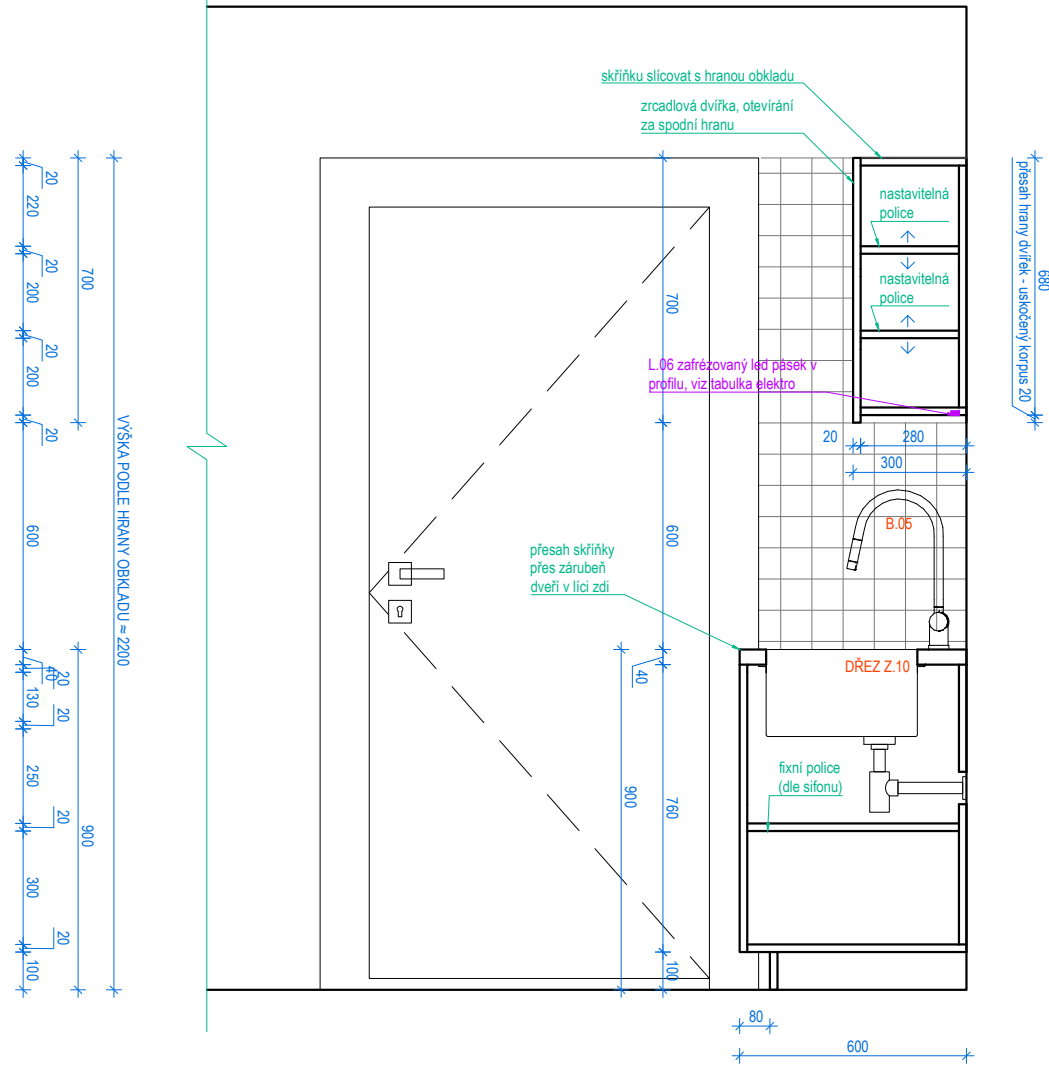 skříňku slícovat s hranou obkladu
zrcadlová dvířka, otevírání
za spodní hranu
nastavitelná
police
nastavitelná
police
L.06 zafrézovaný led pásek v
profilu, viz tabulka elektro
680
přesah hrany dvířek - uskočený korpus 20
20
280
300
B.05
přesah skříňky
přes zárubeň
dveří v líci zdi
DŘEZ Z.10
fixní police
(dle sifonu)
700
600
40
900
760
100
80
600
20
220
20
200
20
200
20
600
40
20
130
20
250
20
300
20
100
700
900
VÝŠKA PODLE HRANY OBKLADU ≈ 2200